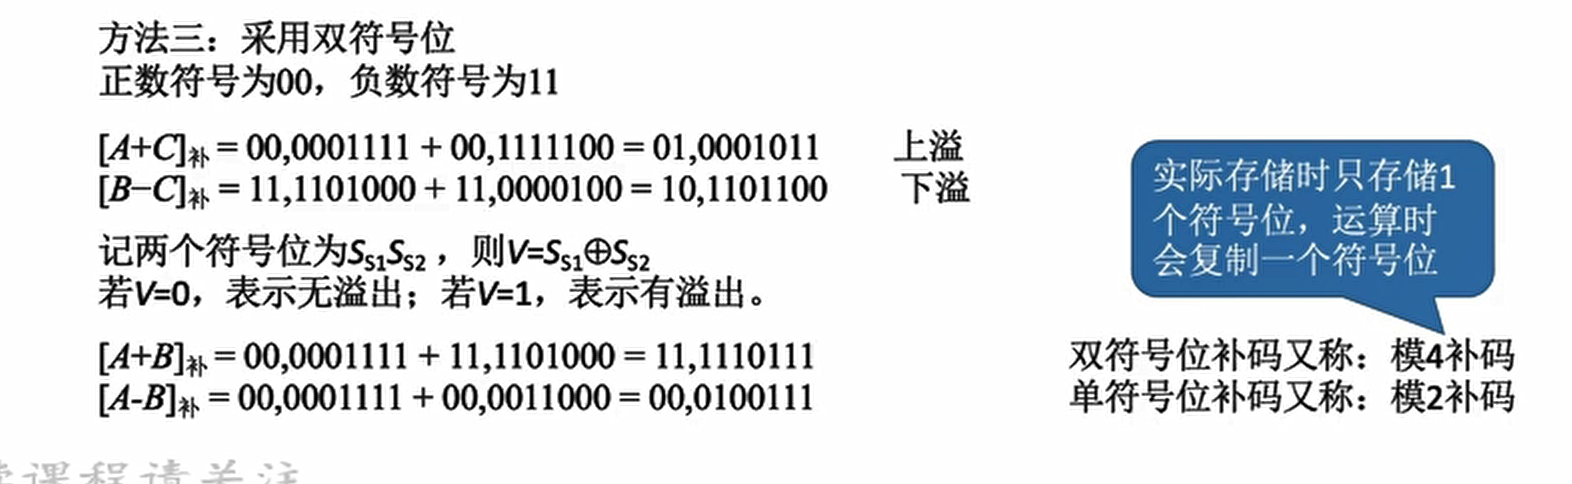 方法三：采用双符号位
正数符号为00，负数符号为11
[A+C]补 = 00,0001111 + 00,1111100 = 01,0001011 上溢
[B−C]补 = 11,1101000 + 11,0000100 = 10,1101100 下溢
记两个符号位为SS1SS2 ，则V=SS1⊕SS2
若V=0，表示无溢出；若V=1，表示有溢出。
实际存储时只存储1
个符号位，运算时
会复制一个符号位
[A+B]补 = 00,0001111 + 11,1101000 = 11,1110111
[A-B]补 = 00,0001111 + 00,0011000 = 00,0100111
双符号位补码又称：模4补码
单符号位补码又称：模2补码
课程请关注